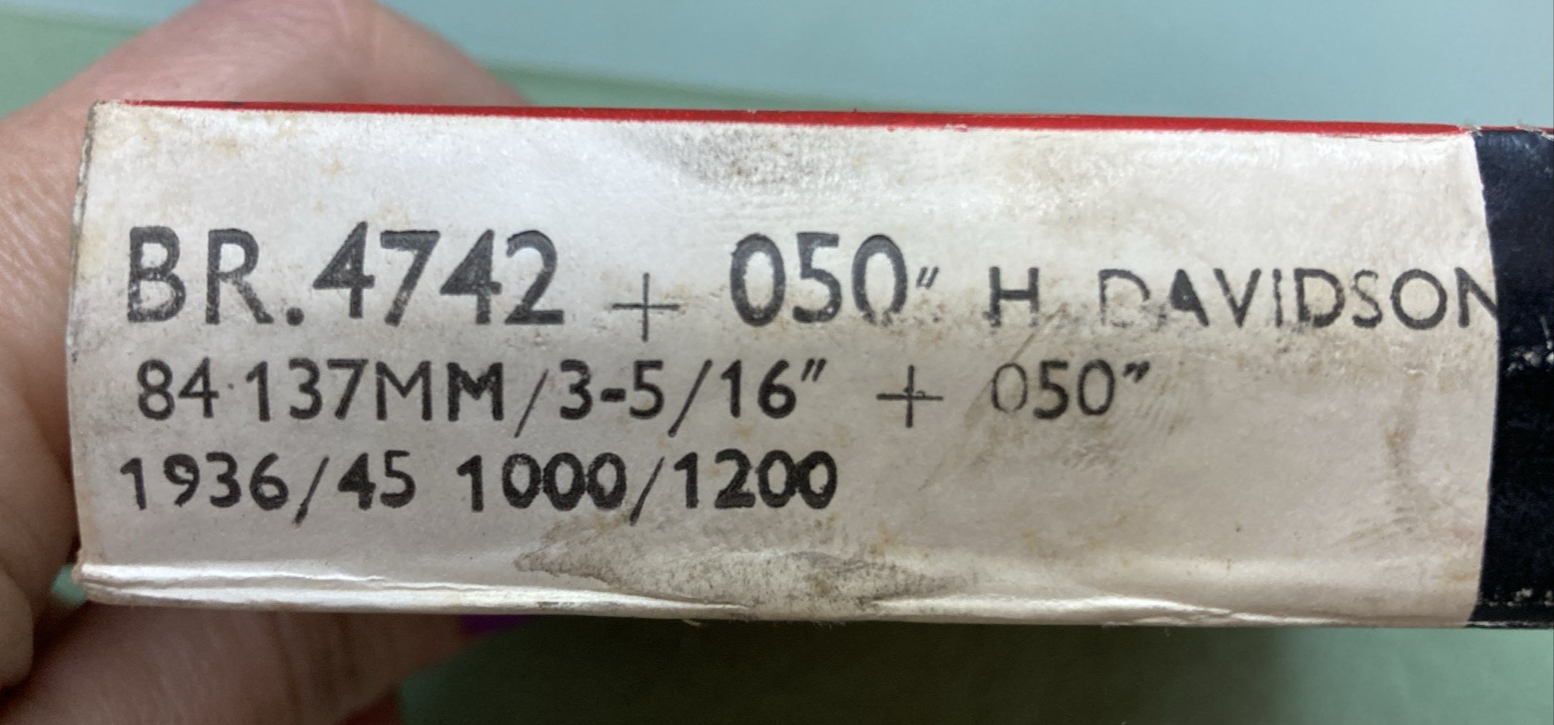 BR.4742 + 050" H DAVIDSON
84·137MM/3-5/16" + 050"
1936/45 1000/1200